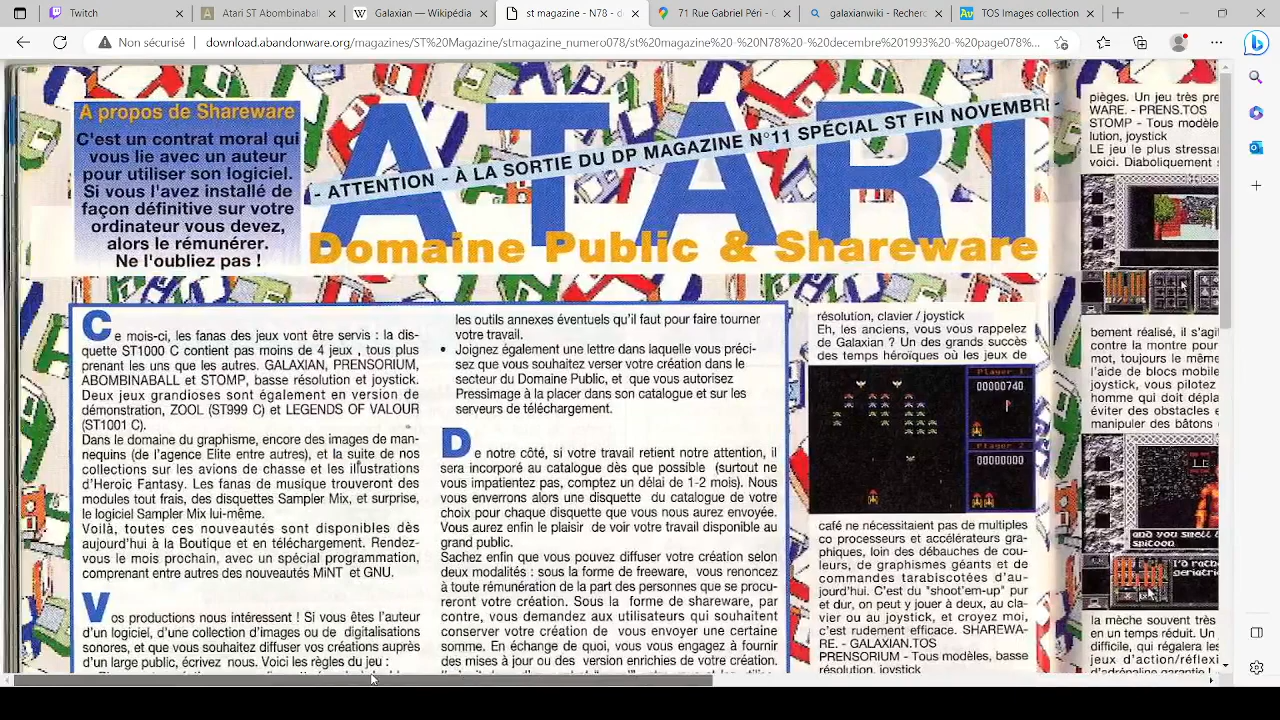 Twitch
Atari ST Abominaball
Galaxian — Wikipédia
st magazine - N78 - d
71 Rue Gabriel Péri - G
galaxianwiki - Recherc
TOS Images collection
Non sécurisé
download.abandonware.org/magazines/ST%20Magazine/stmagazine_numero078/st%20magazine%20-%20N78%20-%20decembre%201993%20-%20page078%...
A propos de Shareware
C'est un contrat moral qui
vous lie avec un auteur
pour utiliser son logiciel.
Si vous l'avez installé de
façon définitive sur votre
ordinateur vous devez,
alors le rémunérer.
Ne l'oubliez pas !
ATARI
- ATTENTION - À LA SORTIE DU DP MAGAZINE N°11 SPÉCIAL ST FIN NOVEMBRE -
Domaine Public & Shareware
Ce mois-ci, les fanas des jeux vont être servis : la dis-
quette ST1000 C contient pas moins de 4 jeux , tous plus
prenant les uns que les autres. GALAXIAN, PRENSORIUM,
ABOMINABALL et STOMP, basse résolution et joystick.
Deux jeux grandioses sont également en version de
démonstration, ZOOL (ST999 C) et LEGENDS OF VALOUR
(ST1001 C).
Dans le domaine du graphisme, encore des images de man-
nequins (de l'agence Elite entre autres), et la suite de nos
collections sur les avions de chasse et les illustrations
d'Heroic Fantasy. Les fanas de musique trouveront des
modules tout frais, des disquettes Sampler Mix, et surprise,
le logiciel Sampler Mix lui-même.
Voilà, toutes ces nouveautés sont disponibles dès
aujourd'hui à la Boutique et en téléchargement. Rendez-
vous le mois prochain, avec un spécial programmation,
comprenant entre autres des nouveautés MiNT et GNU.
Vos productions nous intéressent ! Si vous êtes l'auteur
d'un logiciel, d'une collection d'images ou de digitalisations
sonores, et que vous souhaitez diffuser vos créations auprès
d'un large public, écrivez nous. Voici les règles du jeu :
les outils annexes éventuels qu'il faut pour faire tourner
votre travail.
• Joignez également une lettre dans laquelle vous préci-
sez que vous souhaitez verser votre création dans le
secteur du Domaine Public, et que vous autorisez
Pressimage à la placer dans son catalogue et sur les
serveurs de téléchargement.
De notre côté, si votre travail retient notre attention, il
sera incorporé au catalogue dès que possible (surtout ne
vous impatientez pas, comptez un délai de 1-2 mois). Nous
vous enverrons alors une disquette du catalogue de votre
choix pour chaque disquette que vous nous aurez envoyée.
Vous aurez enfin le plaisir de voir votre travail disponible au
grand public.
Sachez enfin que vous pouvez diffuser votre création selon
deux modalités : sous la forme de freeware, vous renoncez
à toute rémunération de la part des personnes que se procu-
reront votre création. Sous la forme de shareware, par
contre, vous demandez aux utilisateurs qui souhaitent
conserver votre création de vous envoyer une certaine
somme. En échange de quoi, vous vous engagez à fournir
des mises à jour ou des version enrichies de votre création.
résolution, clavier / joystick
Eh, les anciens, vous vous rappelez
de Galaxian ? Un des grands succès
des temps héroïques où les jeux de
Player 1
00000740
Player 2
00000000
café ne nécessitaient pas de multiples
co processeurs et accélérateurs gra-
phiques, loin des débauches de cou-
leurs, de graphismes géants et de
commandes tarabiscotées d'au-
jourd'hui. C'est du "shoot'em-up" pur
et dur, on peut y jouer à deux, au cla-
vier ou au joystick, et croyez moi,
c'est rudement efficace. SHAREWA-
RE. - GALAXIAN.TOS
PRENSORIUM - Tous modèles, basse
résolution, joystick
pièges. Un jeu très pre
WARE. - PRENS.TOS
STOMP - Tous modèle
lution, joystick
LE jeu le plus stressar
voici. Diaboliquement
bement réalisé, il s'agi
contre la montre pour
mot, toujours le même
l'aide de blocs mobile
joystick, vous pilotez
homme qui doit dépla
éviter des obstacles e
manipuler des bâtons
and you smell
spitoon
I'd rathe
geriatri
la mèche souvent très
en un temps réduit. Un
difficile, qui régalera les
jeux d'action/réflexi
d'adrénaline garantie !